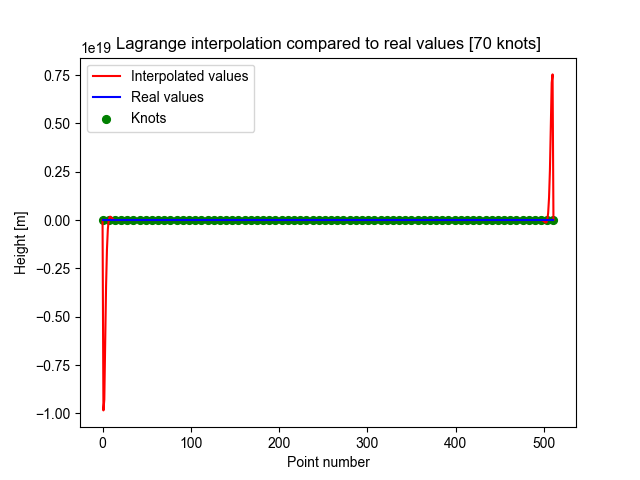 1e19
Lagrange interpolation compared to real values [70 knots]
Interpolated values
Real values
Knots
0.75
0.50
0.25
0.00
−0.25
−0.50
−0.75
−1.00
Height [m]
0 100 200 300 400 500
Point number